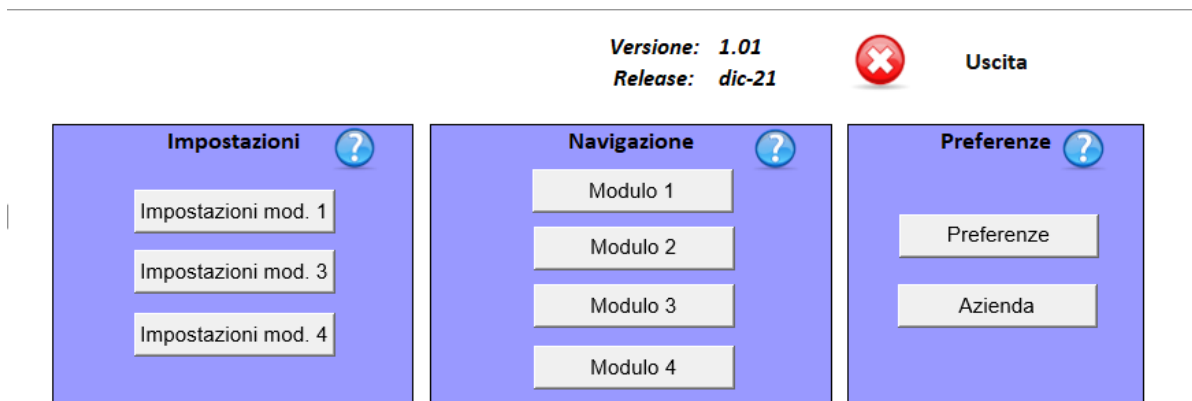 Versione: 1.01
Release: dic-21
Uscita
Impostazioni
Impostazioni mod. 1
Impostazioni mod. 3
Impostazioni mod. 4
Navigazione
Modulo 1
Modulo 2
Modulo 3
Modulo 4
Preferenze
Preferenze
Azienda